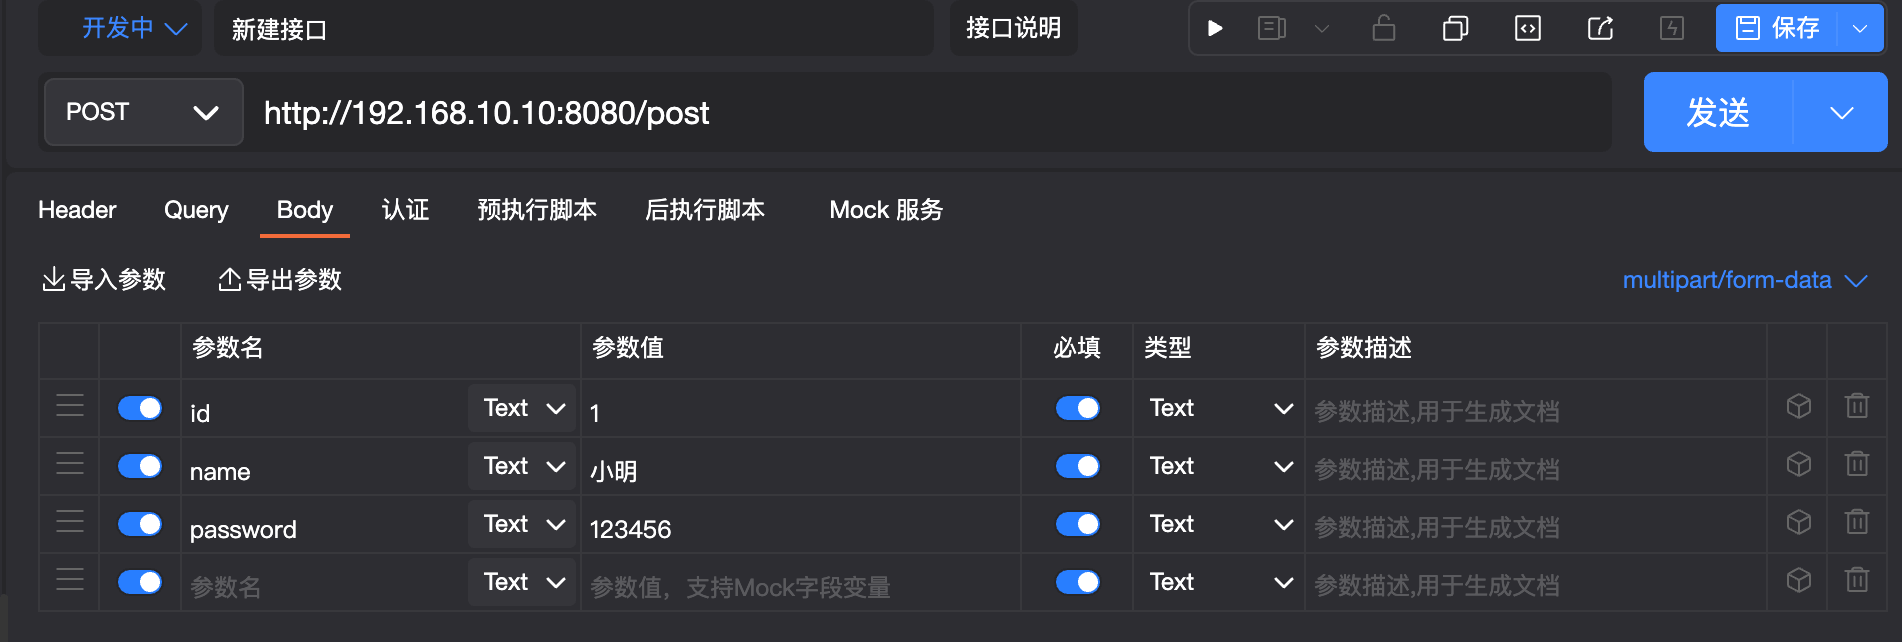 开发中 新建接口 接口说明 保存
POST http://192.168.10.10:8080/post 发送
Header Query Body 认证 预执行脚本 后执行脚本 Mock 服务
导入参数 导出参数 multipart/form-data
参数名 参数值 必填 类型 参数描述
id Text 1 Text 参数描述,用于生成文档
name Text 小明 Text 参数描述,用于生成文档
password Text 123456 Text 参数描述,用于生成文档
参数名 Text 参数值，支持Mock字段变量 Text 参数描述,用于生成文档